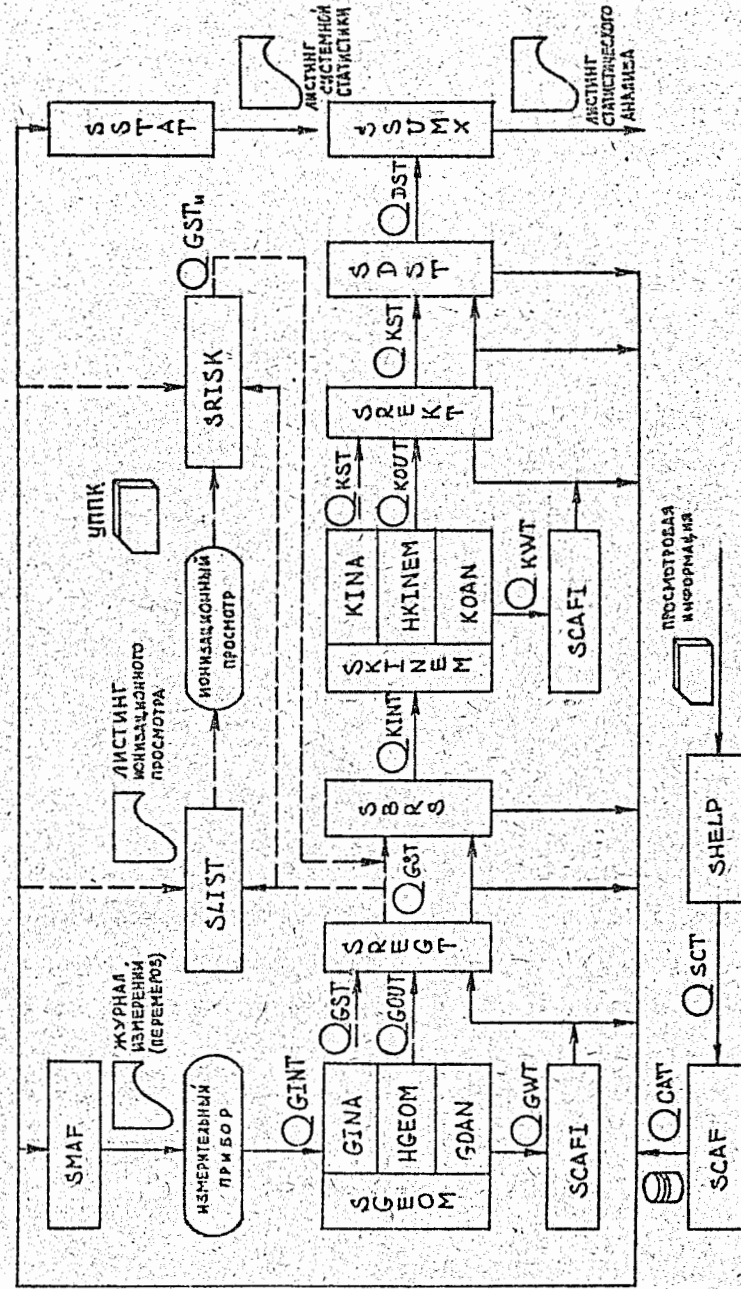 SMAF
ЖУРНАЛ
ИЗМЕРЕНИЙ
(ПЕРЕМЕРОВ)
ИЗМЕРИТЕЛЬНЫЙ
ПРИБОР
ЛИСТИНГ
ИОНИЗАЦИОННОГО
ПРОСМОТРА
SLIST
ИОНИЗАЦИОННЫЙ
ПРОСМОТР
УППК
SRISK
GSTи
SSTAT
ЛИСТИНГ
СИСТЕМНОЙ
СТАТИСТИКИ
GINT
SGEOM
GINA
HGEOM
GOAN
GST
GOUT
SREGT
GST
SBRS
KINT
SKINEM
KINA
HKINEM
KOAN
KST
KOUT
SREKT
KST
SDST
DST
SSUMX
GWT
SCAFI
KWT
SCAFI
ЛИСТИНГ
СТАТИСТИЧЕСКОГО
АНАЛИЗА
CAT
SCAF
SCT
SHELP
ПРОСМОТРОВАЯ
ИНФОРМАЦИЯ